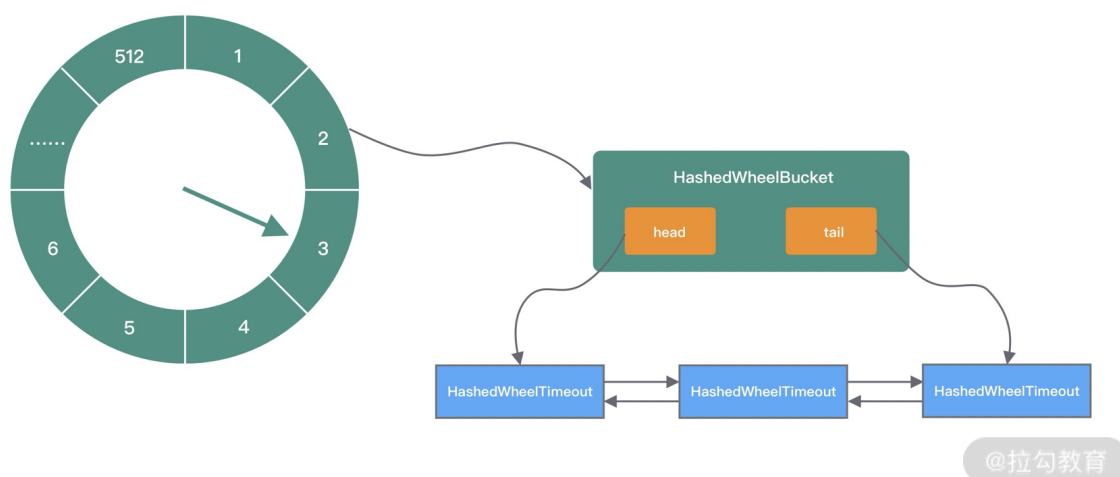 512
1
2
3
4
5
6
......
HashedWheelBucket
head
tail
HashedWheelTimeout
HashedWheelTimeout
HashedWheelTimeout
@拉勾教育